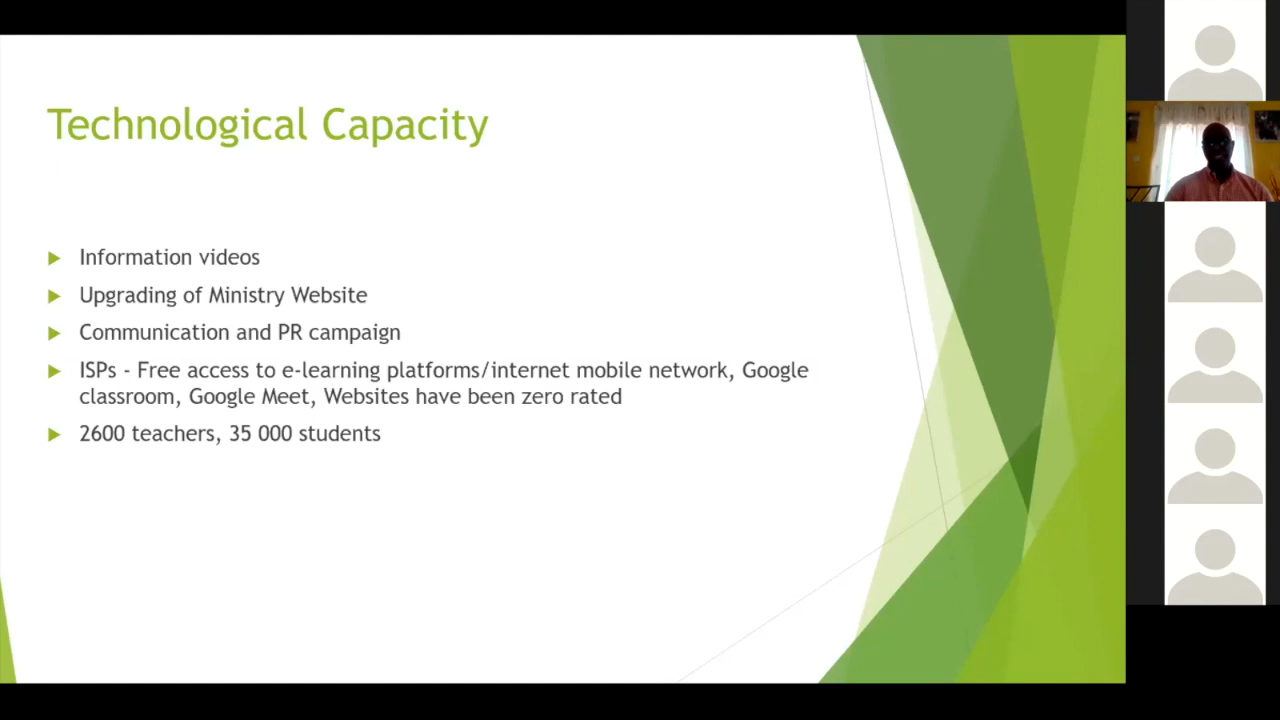 Technological Capacity
Information videos
Upgrading of Ministry Website
Communication and PR campaign
ISPs - Free access to e-learning platforms/internet mobile network, Google
classroom, Google Meet, Websites have been zero rated
2600 teachers, 35 000 students